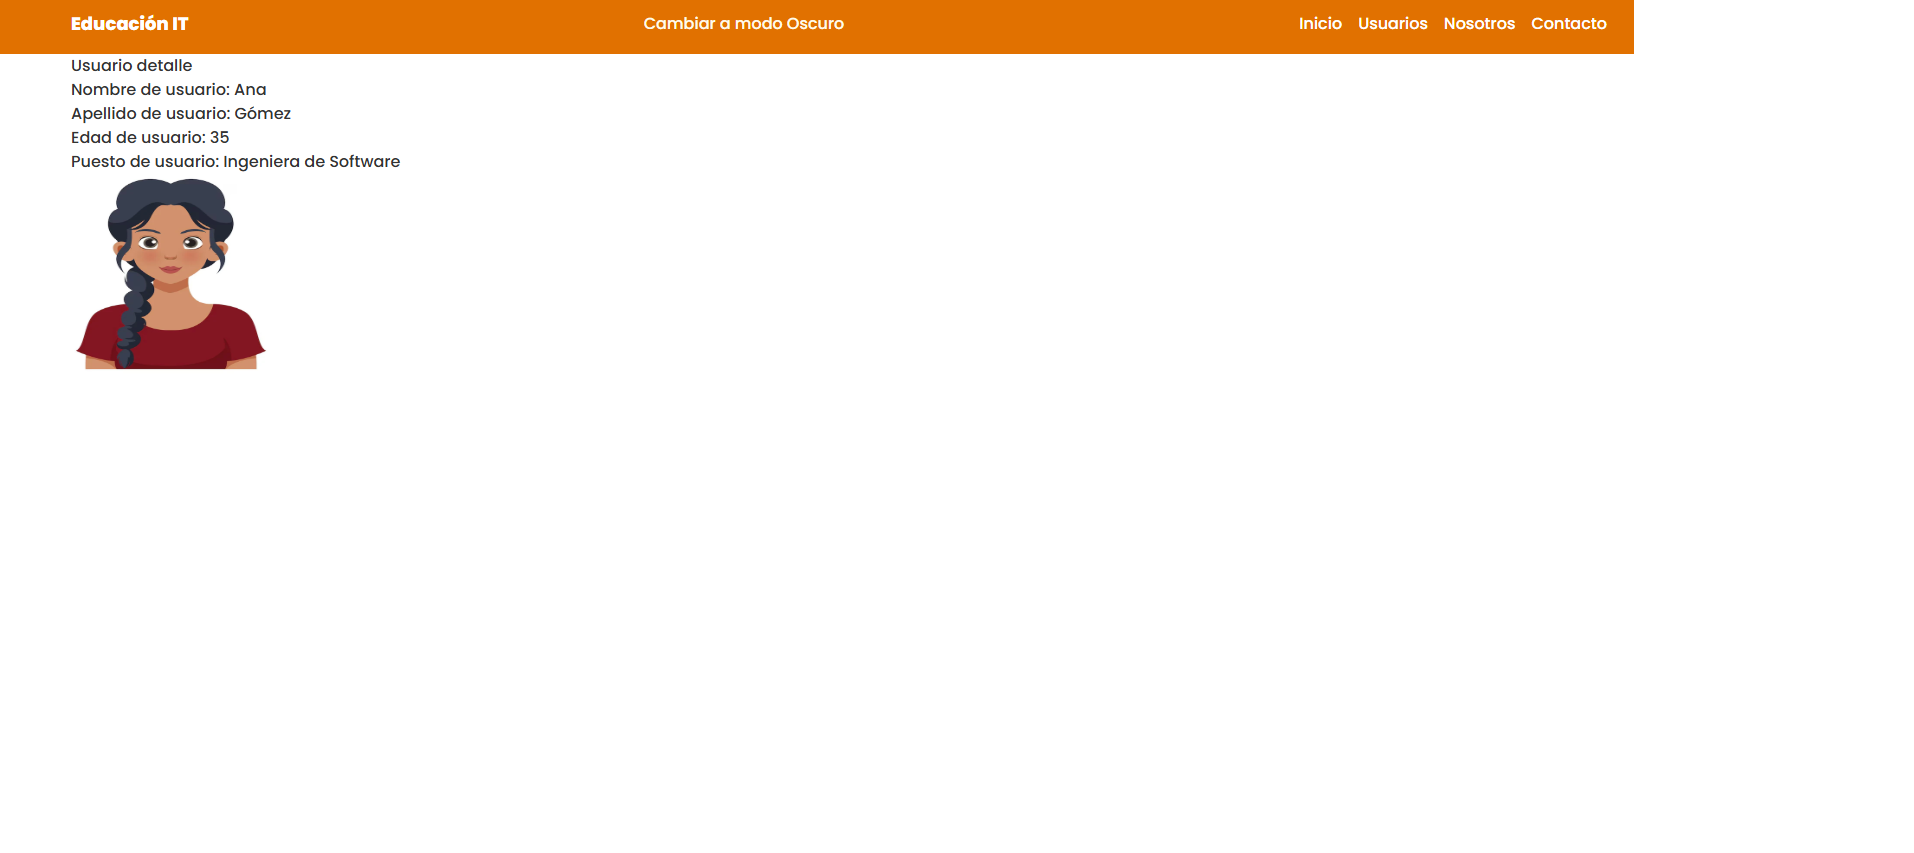 Educación IT Cambiar a modo Oscuro Inicio Usuarios Nosotros Contacto
Usuario detalle
Nombre de usuario: Ana
Apellido de usuario: Gómez
Edad de usuario: 35
Puesto de usuario: Ingeniera de Software